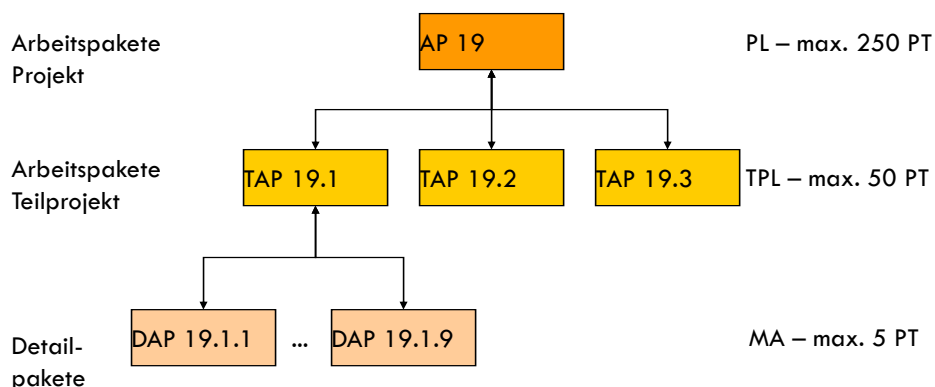 Arbeitspakete
Projekt
AP 19
PL – max. 250 PT
Arbeitspakete
Teilprojekt
TAP 19.1
TAP 19.2
TAP 19.3
TPL – max. 50 PT
Detail-
pakete
DAP 19.1.1
...
DAP 19.1.9
MA – max. 5 PT